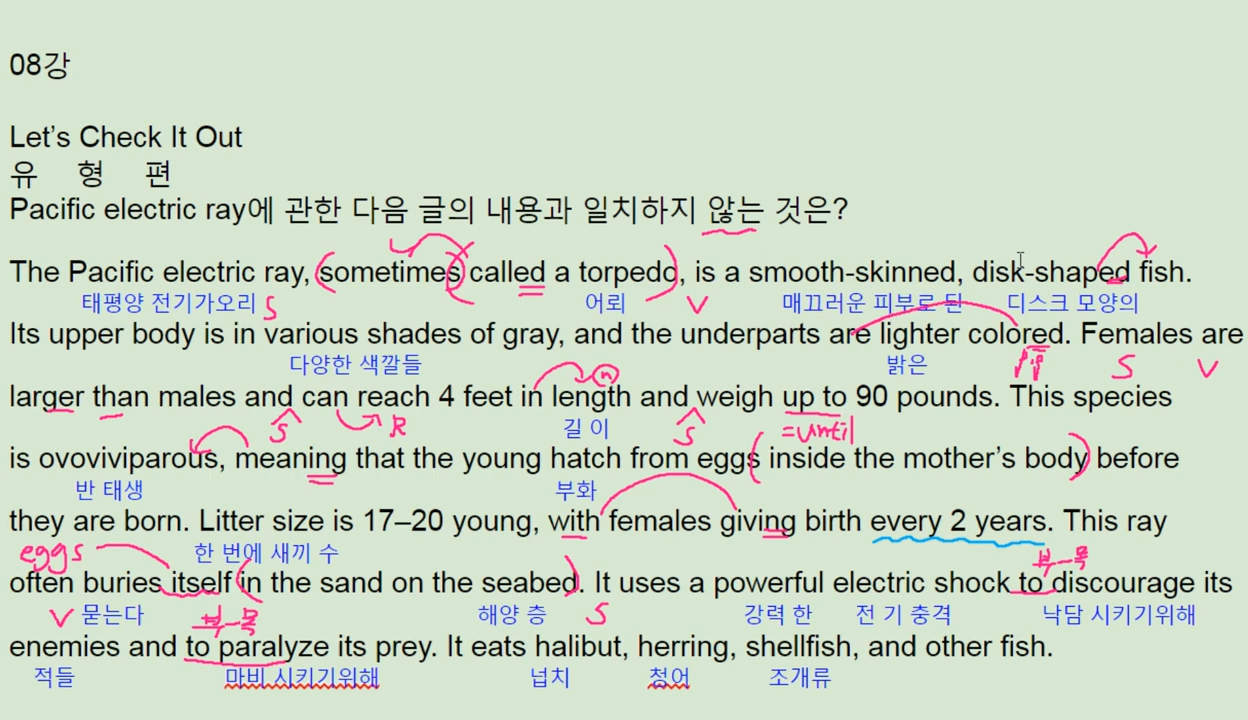 08강
Let's Check It Out
유 형 편
Pacific electric ray에 관한 다음 글의 내용과 일치하지 않는 것은?
The Pacific electric ray, (sometimes called a torpedo), is a smooth-skinned, disk-shaped fish.
태평양 전기가오리 S 어뢰 V 매끄러운 피부로 된 디스크 모양의
Its upper body is in various shades of gray, and the underparts are lighter colored. Females are
다양한 색깔들 밝은 PP S V
larger than males and can reach 4 feet in length and weigh up to 90 pounds. This species
S R n 길 이 S =until
is ovoviviparous, meaning that the young hatch from eggs (inside the mother's body) before
반 태생 부화
they are born. Litter size is 17–20 young, with females giving birth every 2 years. This ray
eggs 한 번에 새끼 수 부-목
often buries itself (in the sand on the seabed). It uses a powerful electric shock to discourage its
V 묻는다 부-목 해양 층 S 강력 한 전 기 충격 낙담 시키기위해
enemies and to paralyze its prey. It eats halibut, herring, shellfish, and other fish.
적들 마비 시키기위해 넙치 청어 조개류